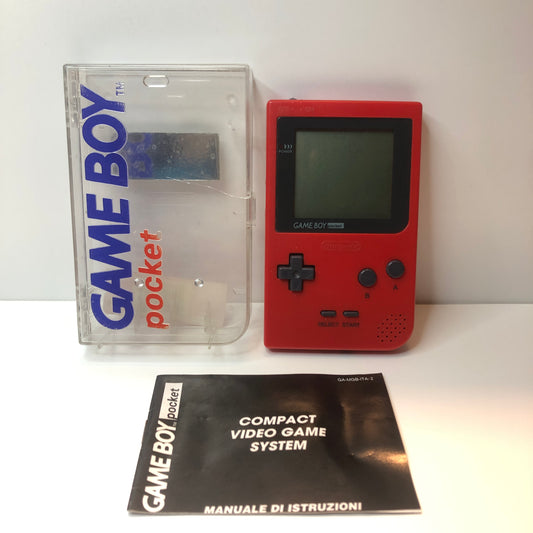 GAME BOY™
pocket
POWER
GAME BOY pocket
Nintendo
B
A
SELECT START
GAME BOY pocket
GA-MGB-ITA-2
COMPACT
VIDEO GAME
SYSTEM
MANUALE DI ISTRUZIONI